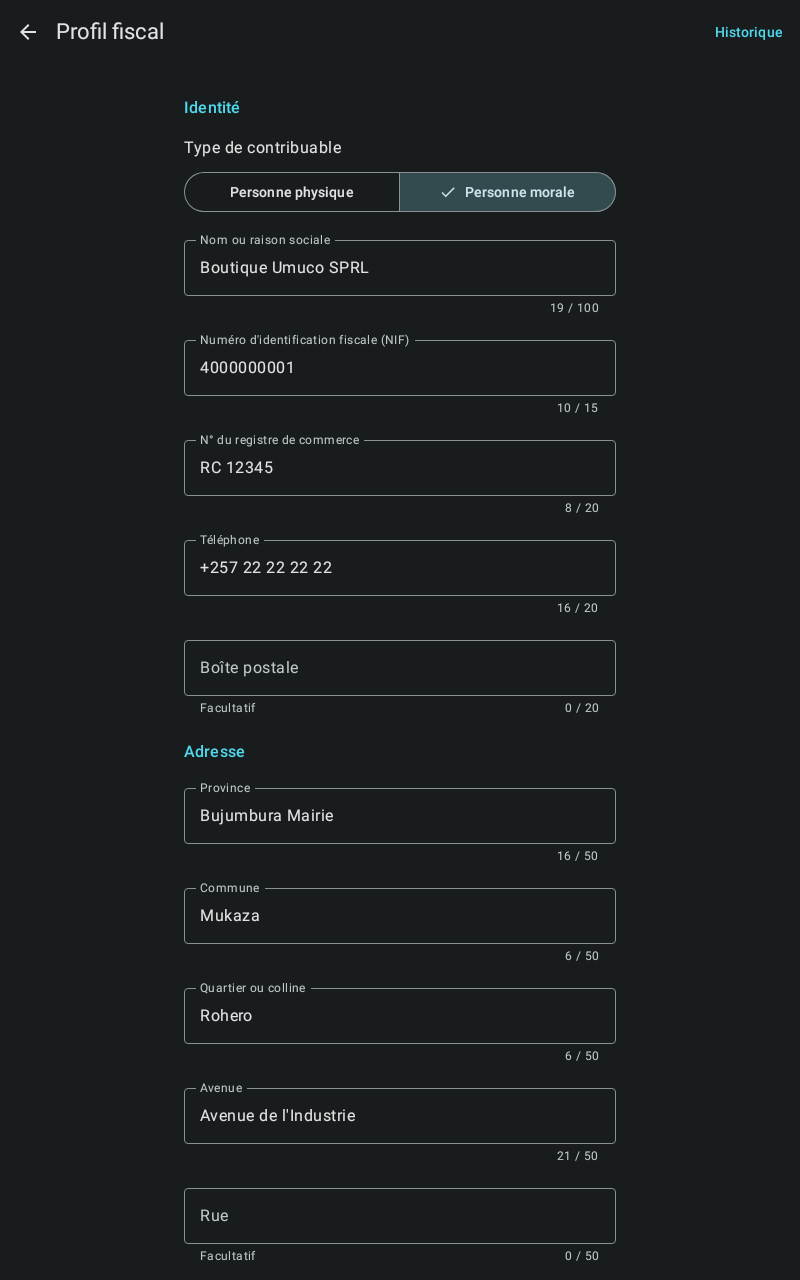 Profil fiscal
Historique
Identité
Type de contribuable
Personne physique
Personne morale
Nom ou raison sociale
Boutique Umuco SPRL
19 / 100
Numéro d'identification fiscale (NIF)
4000000001
10 / 15
N° du registre de commerce
RC 12345
8 / 20
Téléphone
+257 22 22 22 22
16 / 20
Boîte postale
Facultatif
0 / 20
Adresse
Province
Bujumbura Mairie
16 / 50
Commune
Mukaza
6 / 50
Quartier ou colline
Rohero
6 / 50
Avenue
Avenue de l'Industrie
21 / 50
Rue
Facultatif
0 / 50